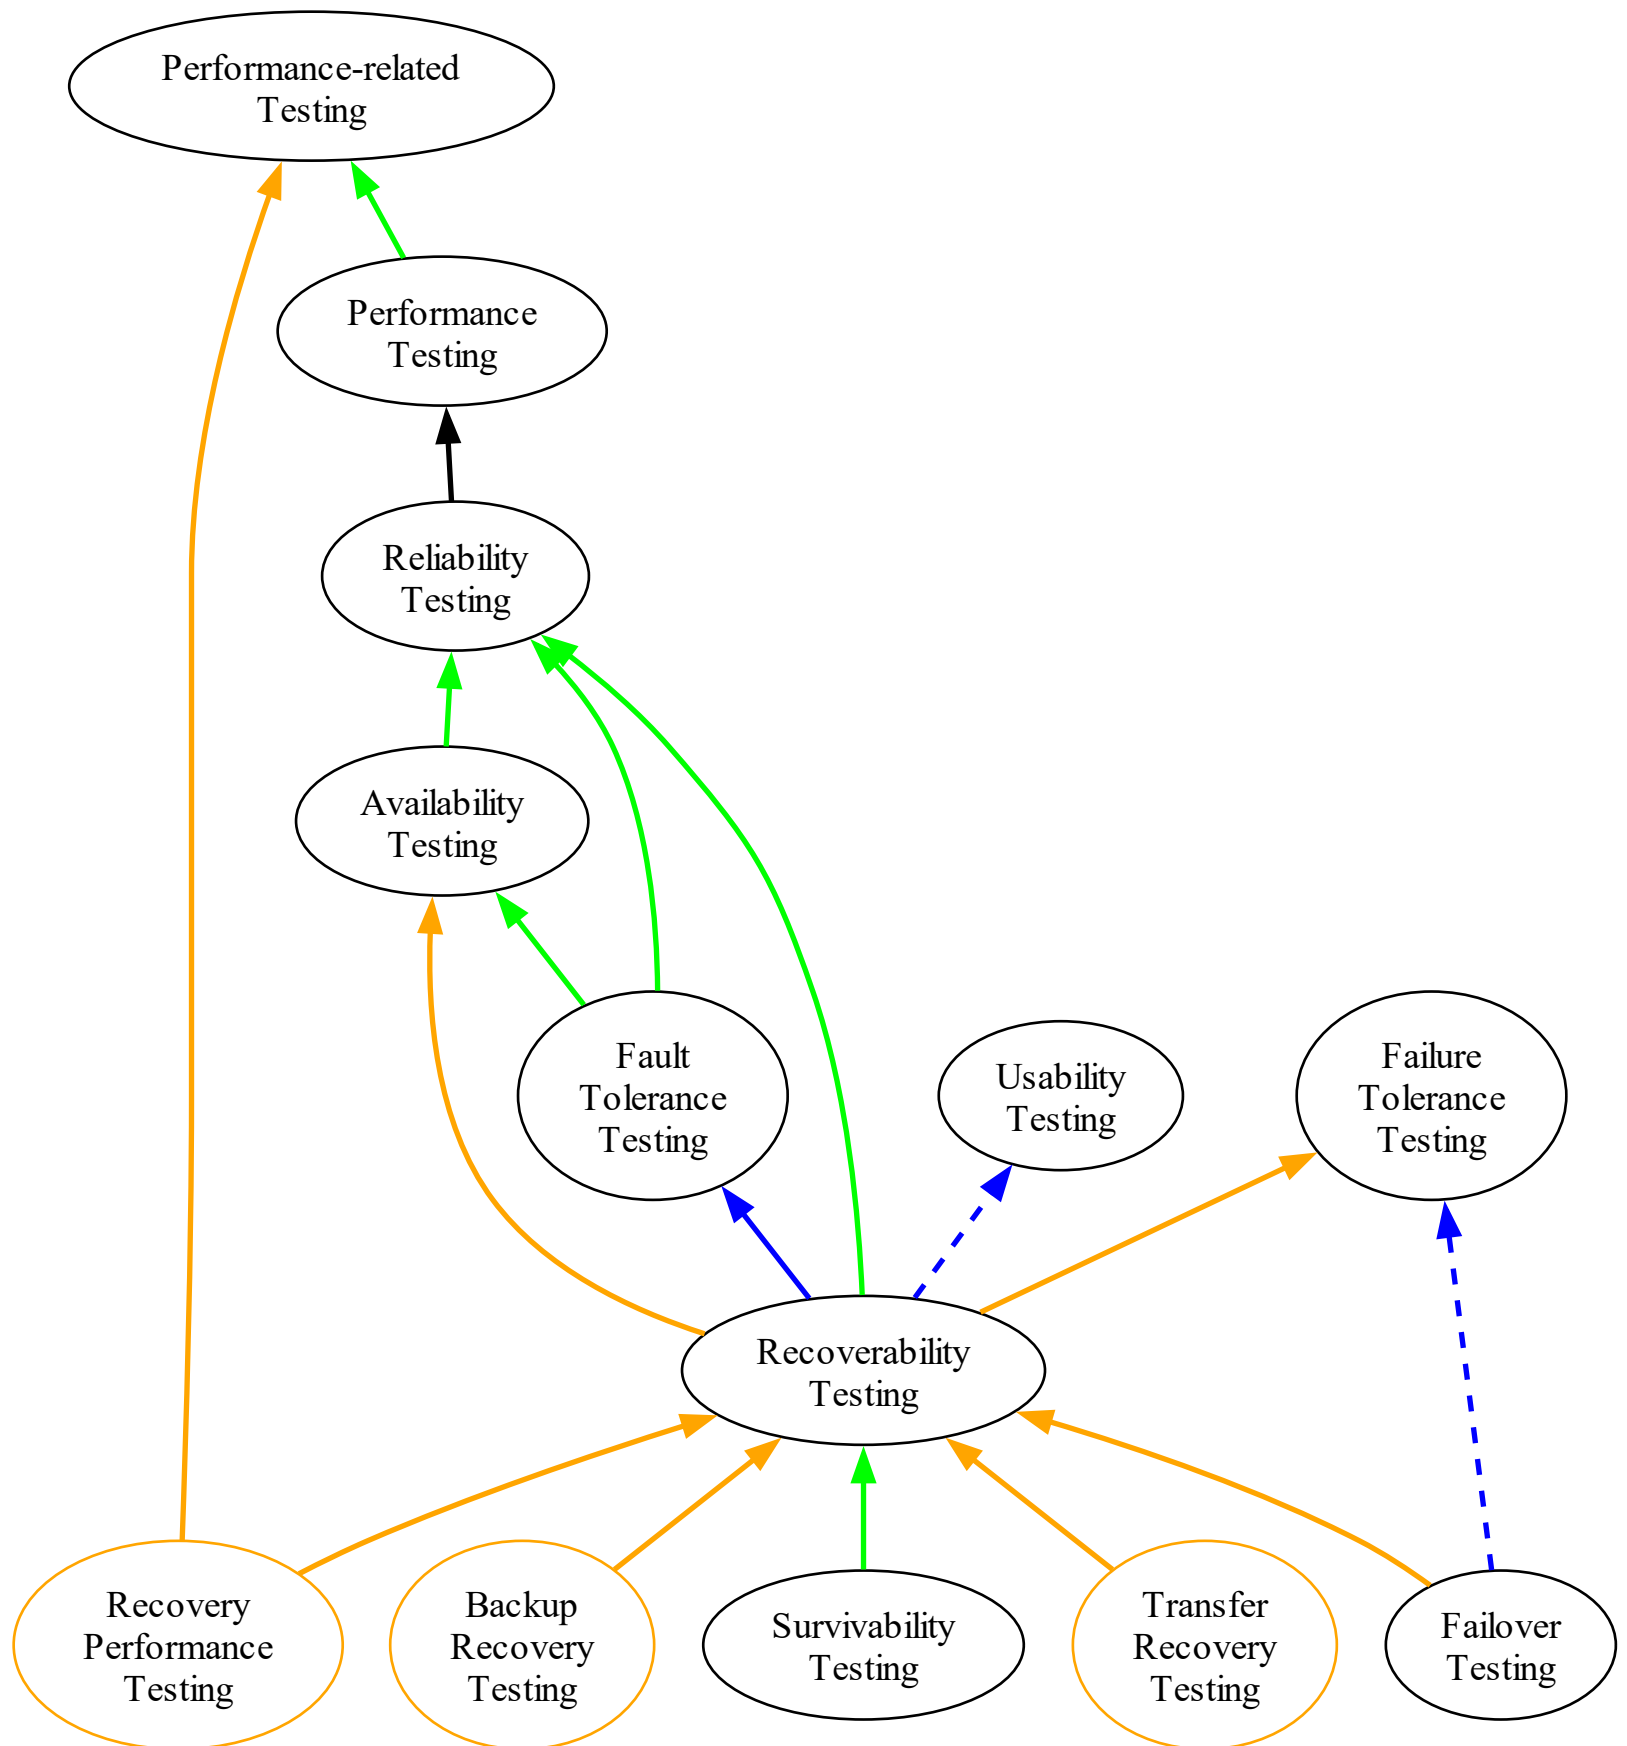 Performance-related
Testing
Performance
Testing
Reliability
Testing
Availability
Testing
Fault
Tolerance
Testing
Usability
Testing
Failure
Tolerance
Testing
Recoverability
Testing
Recovery
Performance
Testing
Backup
Recovery
Testing
Survivability
Testing
Transfer
Recovery
Testing
Failover
Testing